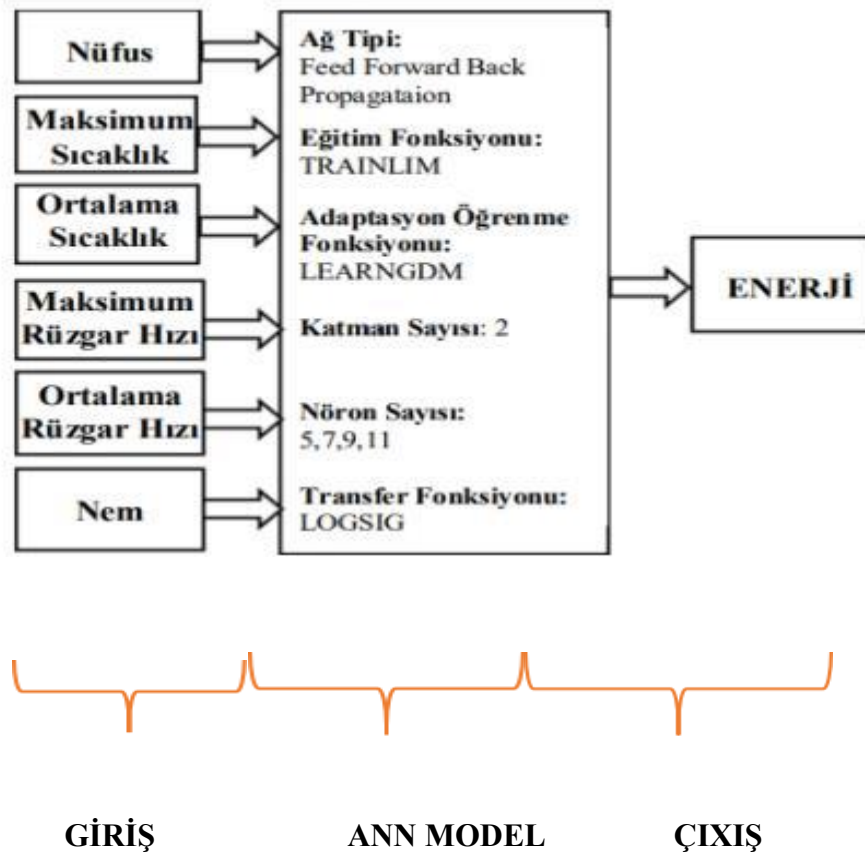 Nüfus
Maksimum
Sıcaklık
Ortalama
Sıcaklık
Maksimum
Rüzgar Hızı
Ortalama
Rüzgar Hızı
Nem
Ağ Tipi:
Feed Forward Back
Propagataion
Eğitim Fonksiyonu:
TRAINLIM
Adaptasyon Öğrenme
Fonksiyonu:
LEARNGDM
Katman Sayısı: 2
Nöron Sayısı:
5,7,9,11
Transfer Fonksiyonu:
LOGSIG
ENERJİ
GİRİŞ
ANN MODEL
ÇIXIŞ